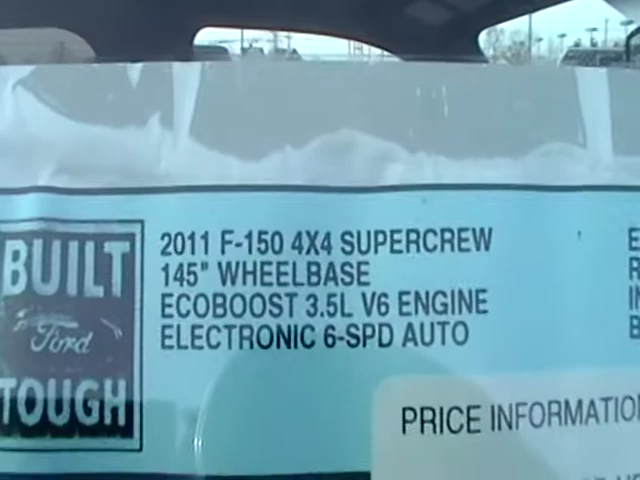 BUILT
Ford
TOUGH
2011 F-150 4X4 SUPERCREW
145" WHEELBASE
ECOBOOST 3.5L V6 ENGINE
ELECTRONIC 6-SPD AUTO
PRICE INFORMATION